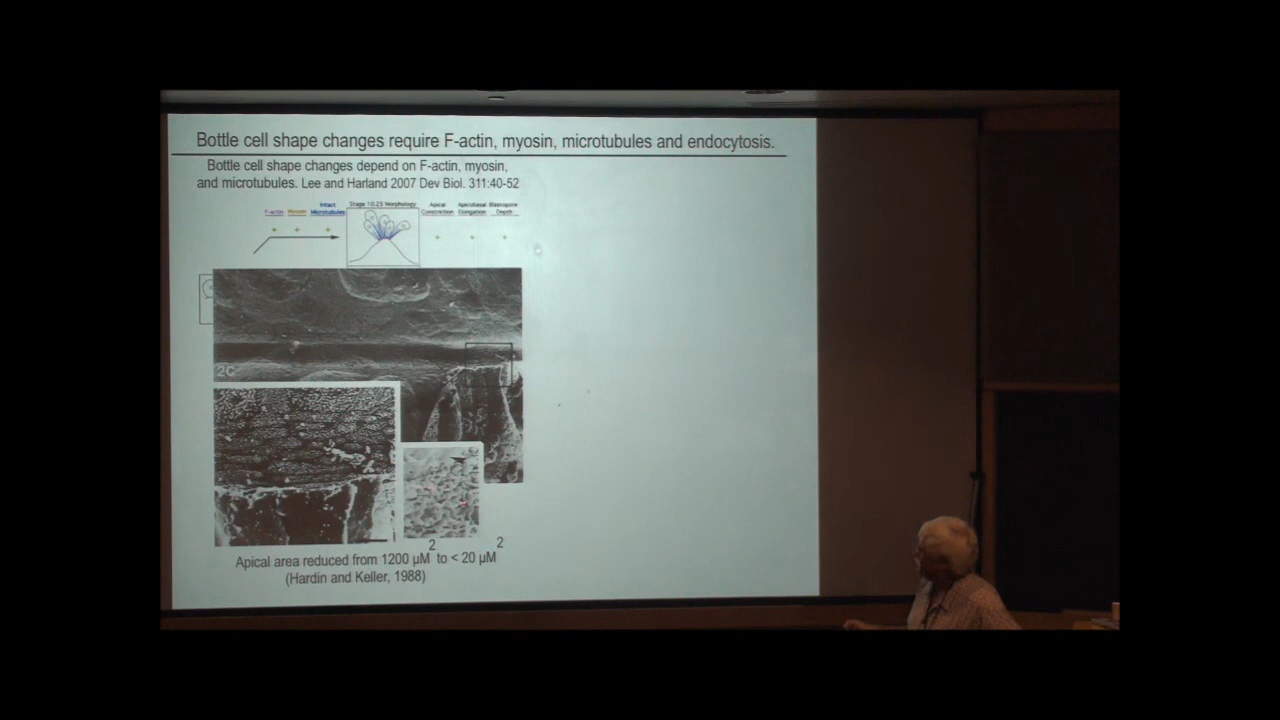 Bottle cell shape changes require F-actin, myosin, microtubules and endocytosis.
Bottle cell shape changes depend on F-actin, myosin,
and microtubules. Lee and Harland 2007 Dev Biol. 311:40-52
F-actin Myosin Intact Microtubules Stage 10.25 Morphology Apical Constriction Apicobasal Elongation Blastopore Depth
+ + + + + +
2C
2 2
Apical area reduced from 1200 µM to < 20 µM
(Hardin and Keller, 1988)